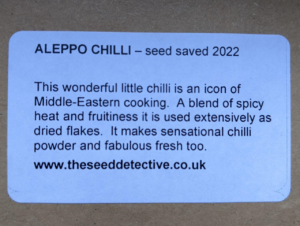 ALEPPO CHILLI – seed saved 2022
This wonderful little chilli is an icon of
Middle-Eastern cooking.  A blend of spicy
heat and fruitiness it is used extensively as
dried flakes.  It makes sensational chilli
powder and fabulous fresh too.
www.theseeddetective.co.uk